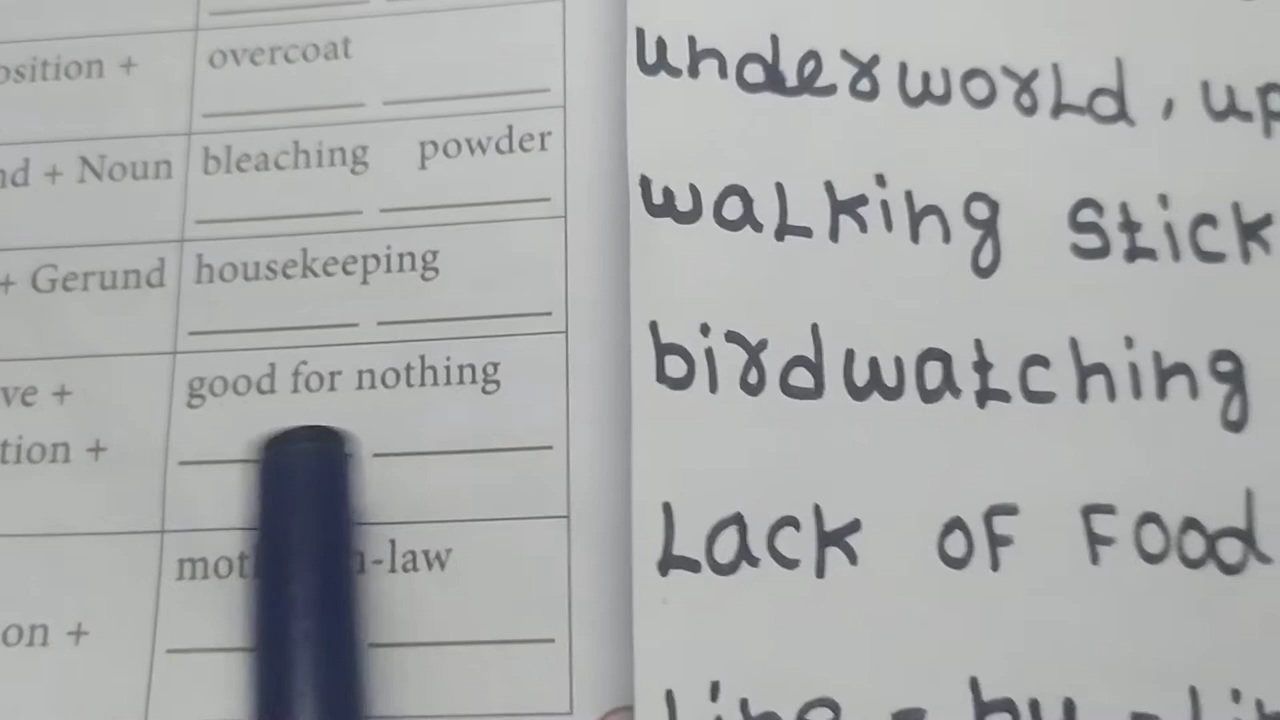 osition +
overcoat
nd + Noun
bleaching powder
+ Gerund
housekeeping
ve +
tion +
good for nothing
-law
on +
underworld, up
walking stick
birdwatching
Lack of Food